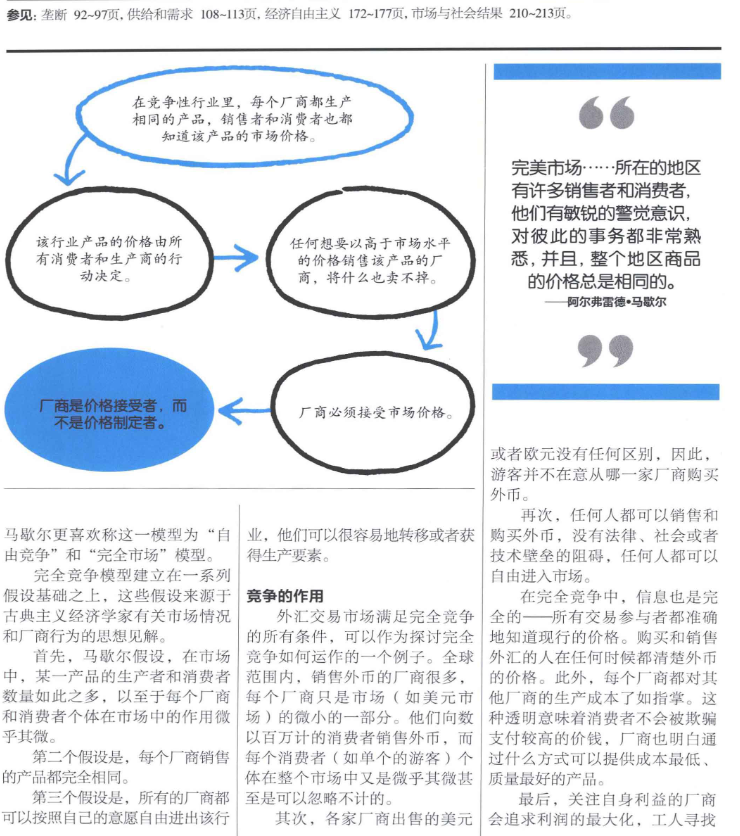 参见：垄断 92~97页，供给和需求 108~113页，经济自由主义 172~177页，市场与社会结果 210~213页。
在竞争性行业里，每个厂商都生产
相同的产品，销售者和消费者也都
知道该产品的市场价格。
该行业产品的价格由所
有消费者和生产商的行
动决定。
任何想要以高于市场水平
的价格销售该产品的厂
商，将什么也卖不掉。
厂商必须接受市场价格。
厂商是价格接受者，而
不是价格制定者。
马歇尔更喜欢称这一模型为“自
由竞争”和“完全市场”模型。
完全竞争模型建立在一系列
假设基础之上，这些假设来源于
古典主义经济学家有关市场情况
和厂商行为的思想见解。
首先，马歇尔假设，在市场
中，某一产品的生产者和消费者
数量如此之多，以至于每个厂商
和消费者个体在市场中的作用微
乎其微。
第二个假设是，每个厂商销售
的产品都完全相同。
第三个假设是，所有的厂商都
可以按照自己的意愿自由进出该行
业，他们可以很容易地转移或者获
得生产要素。
竞争的作用
外汇交易市场满足完全竞争
的所有条件，可以作为探讨完全
竞争如何运作的一个例子。全球
范围内，销售外币的厂商很多，
每个厂商只是市场（如美元市
场）的微小的一部分。他们向数
以百万计的消费者销售外币，而
每个消费者（如单个的游客）个
体在整个市场中又是微乎其微甚
至是可以忽略不计的。
其次，各家厂商出售的美元
“
完美市场……所在的地区
有许多销售者和消费者，
他们有敏锐的警觉意识，
对彼此的事务都非常熟
悉，并且，整个地区商品
的价格总是相同的。
——阿尔弗雷德•马歇尔
”
或者欧元没有任何区别，因此，
游客并不在意从哪一家厂商购买
外币。
再次，任何人都可以销售和
购买外币，没有法律、社会或者
技术壁垒的阻碍，任何人都可以
自由进入市场。
在完全竞争中，信息也是完
全的——所有交易参与者都准确
地知道现行的价格。购买和销售
外汇的人在任何时候都清楚外币
的价格。此外，每个厂商都对其
他厂商的生产成本了如指掌。这
种透明意味着消费者不会被欺骗
支付较高的价钱，厂商也明白通
过什么方式可以提供成本最低、
质量最好的产品。
最后，关注自身利益的厂商
会追求利润的最大化，工人寻找